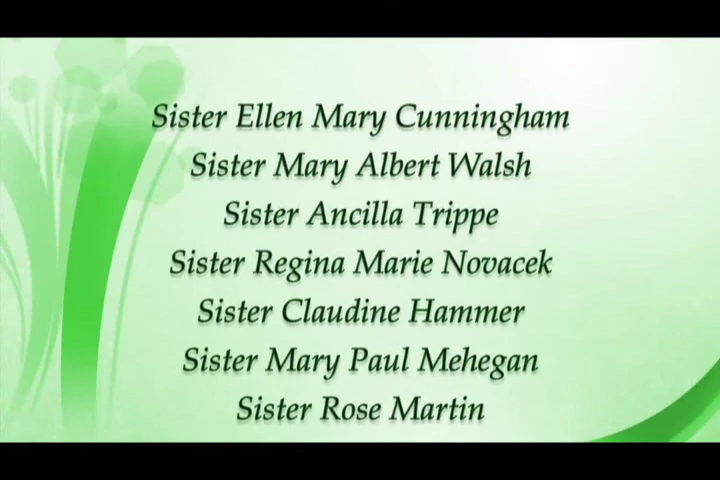 Sister Ellen Mary Cunningham
Sister Mary Albert Walsh
Sister Ancilla Trippe
Sister Regina Marie Novacek
Sister Claudine Hammer
Sister Mary Paul Mehegan
Sister Rose Martin